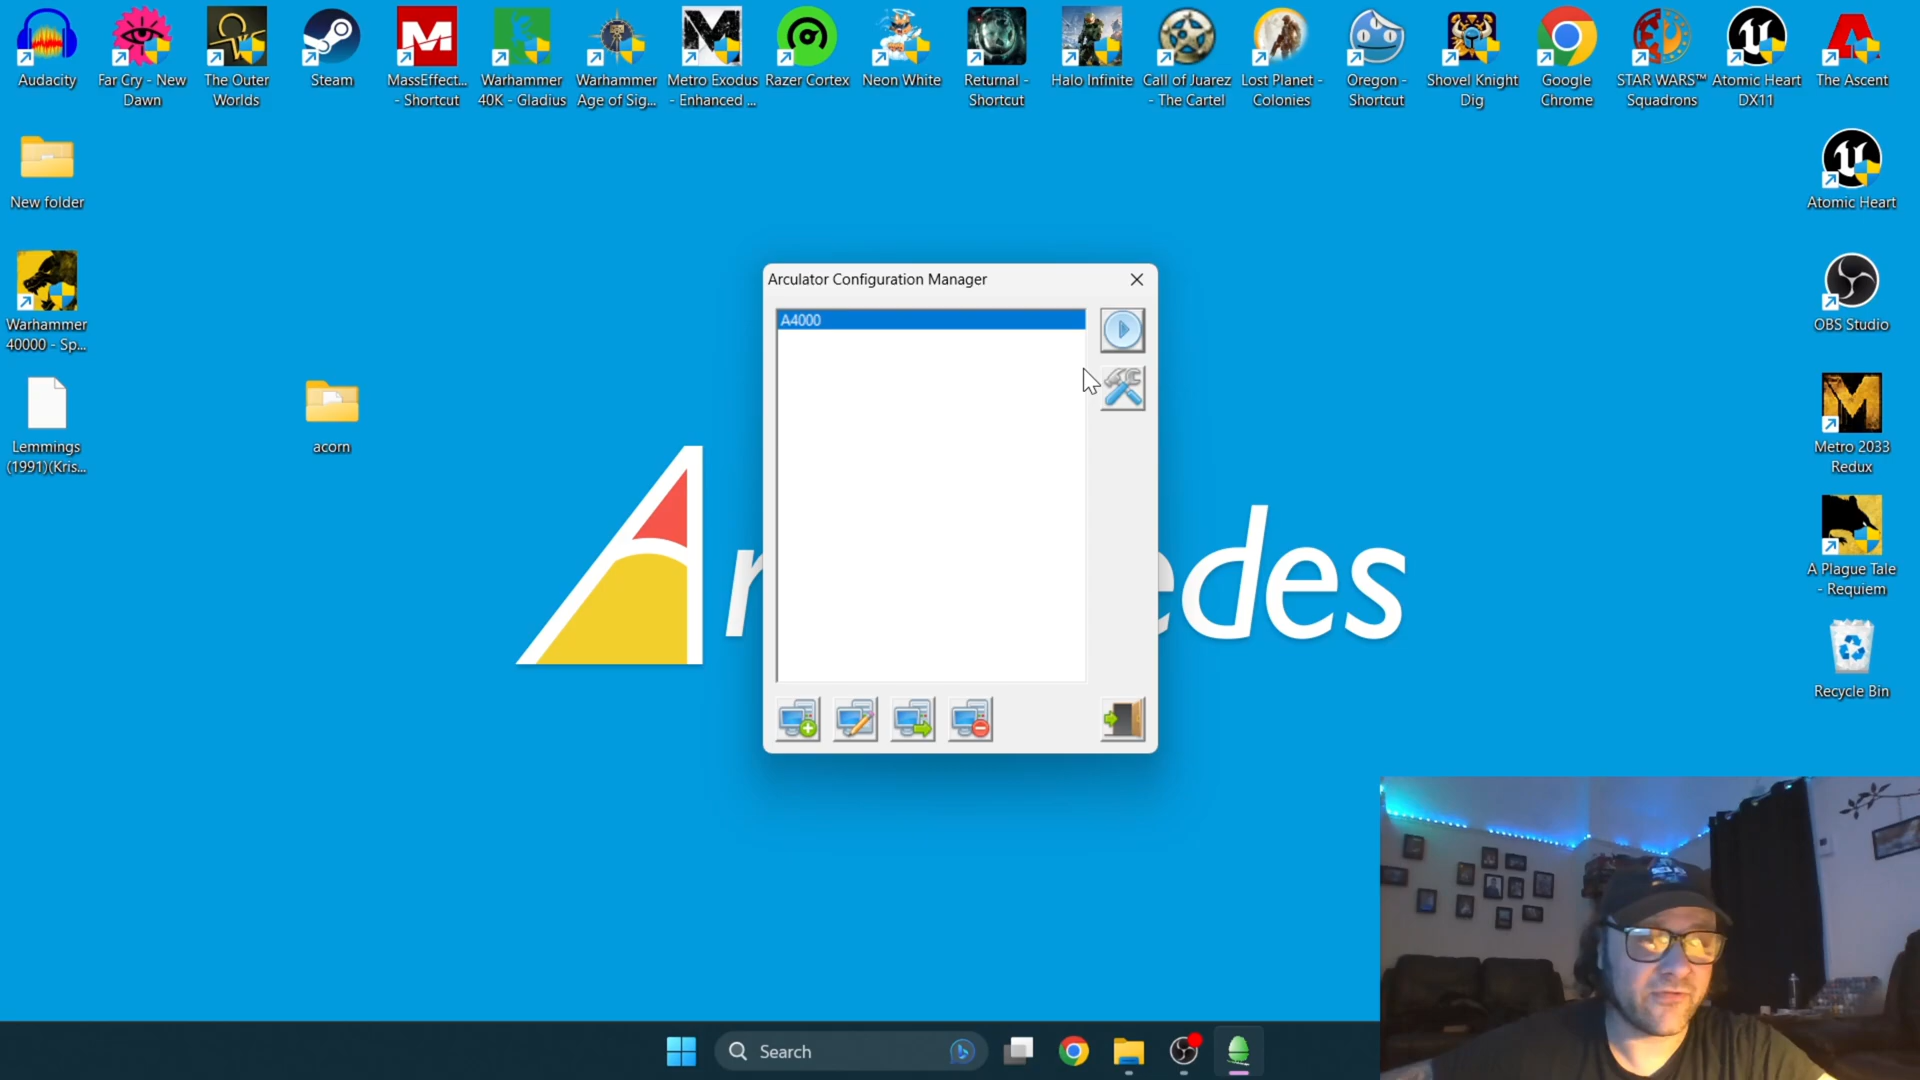 Audacity
Far Cry - New
Dawn
The Outer
Worlds
Steam
MassEffect...
- Shortcut
Warhammer
40K - Gladius
Warhammer
Age of Sig...
Metro Exodus
- Enhanced ...
Razer Cortex
Neon White
Returnal -
Shortcut
Halo Infinite
Call of Juarez
- The Cartel
Lost Planet -
Colonies
Oregon -
Shortcut
Shovel Knight
Dig
Google
Chrome
STAR WARS™
Squadrons
Atomic Heart
DX11
The Ascent
New folder
Atomic Heart
Warhammer
40000 - Sp...
OBS Studio
Lemmings
(1991)(Kris...
acorn
Metro 2033
Redux
A Plague Tale
- Requiem
Recycle Bin
Arculator Configuration Manager
A4000
edes
Search